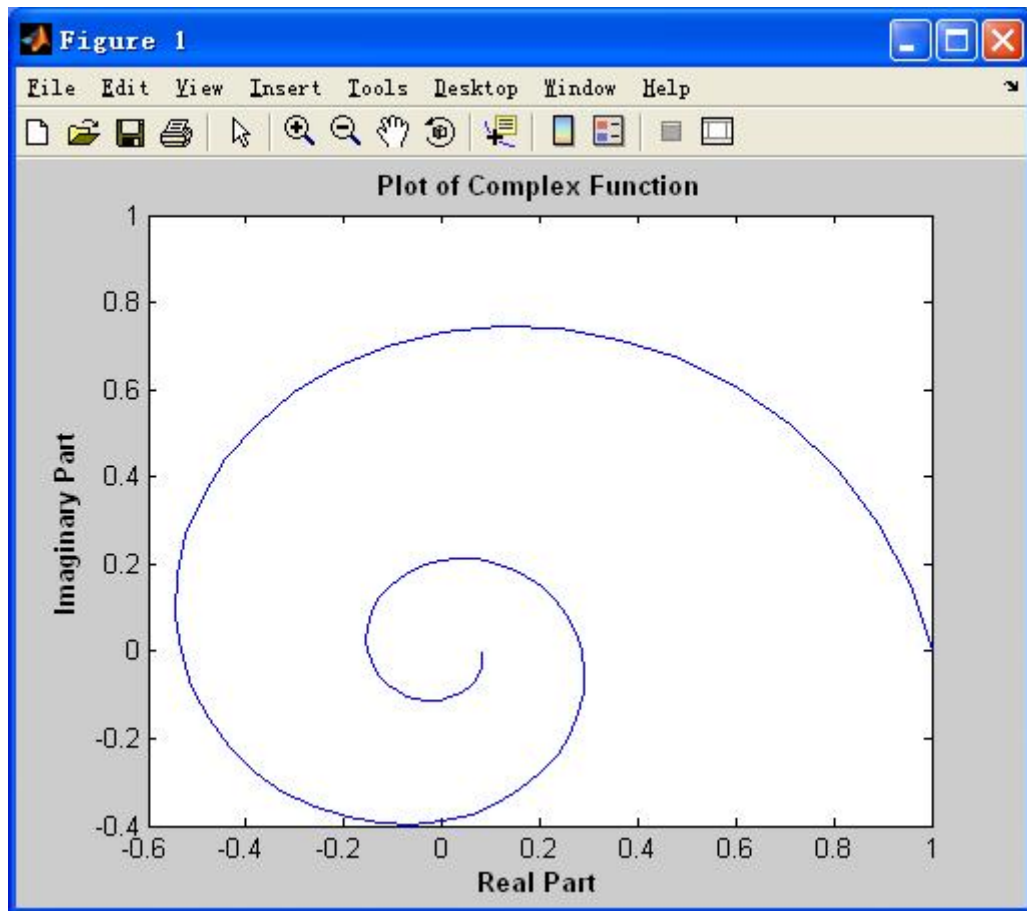 Figure 1
File Edit View Insert Tools Desktop Window Help
Plot of Complex Function
1
0.8
0.6
0.4
0.2
0
-0.2
-0.4
Imaginary Part
-0.6 -0.4 -0.2 0 0.2 0.4 0.6 0.8 1
Real Part